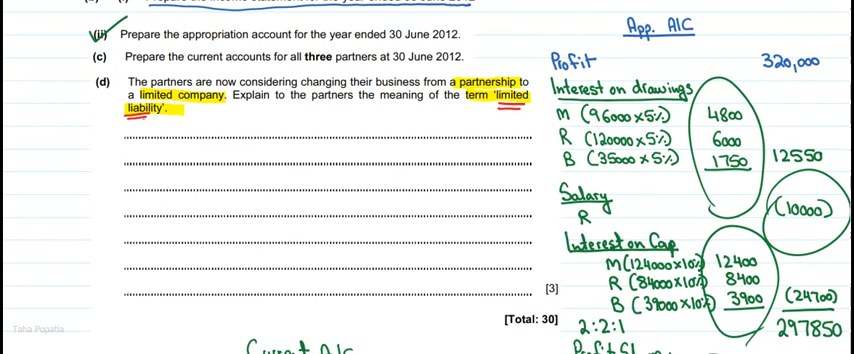 (ii) Prepare the appropriation account for the year ended 30 June 2012.
(c) Prepare the current accounts for all three partners at 30 June 2012.
(d) The partners are now considering changing their business from a partnership to
a limited company. Explain to the partners the meaning of the term 'limited
liability'.
[3]
[Total: 30]
Taha Popatia
App. A/C
Profit 320,000
Interest on drawings
M (96000 x 5%) 4800
R (120000 x 5%) 6000
B (35000 x 5%) 1750 12550
Salary
R (10000)
Interest on Cap
M (124000 x 10%) 12400
R (84000 x 10%) 8400
B (39000 x 10%) 3900 (24700)
2:2:1 297850
Current A/C